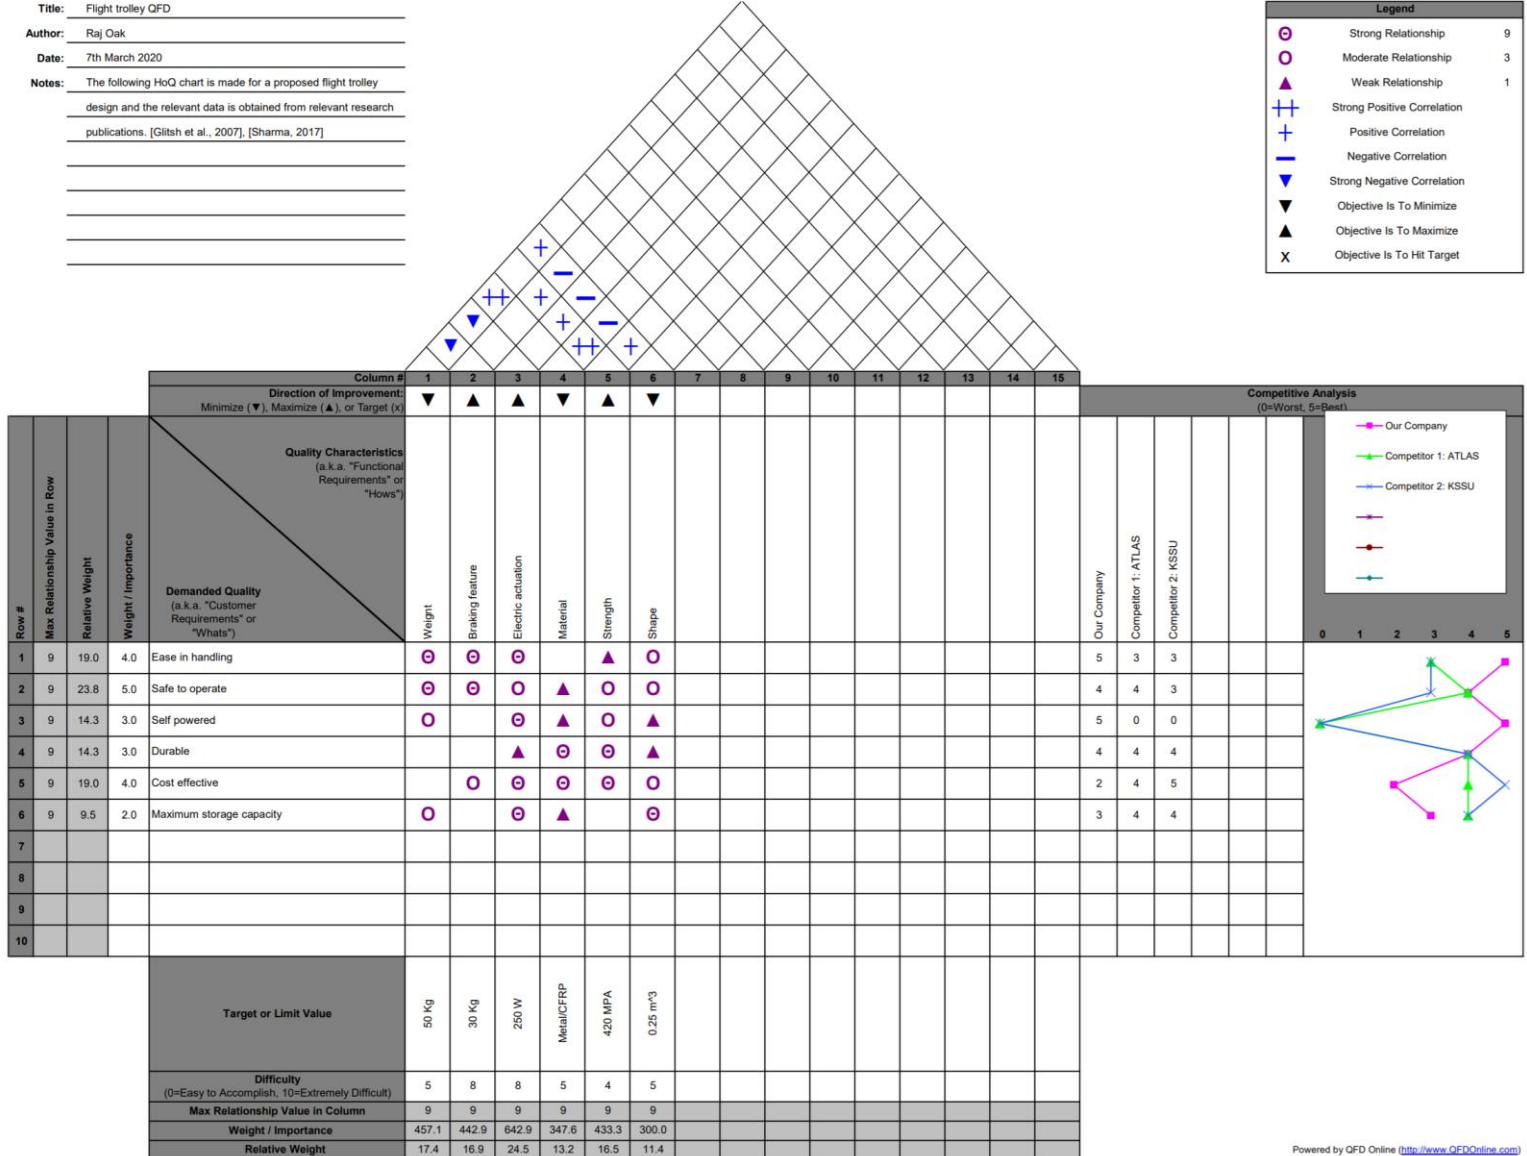 Title: Flight trolley QFD
Author: Raj Oak
Date: 7th March 2020
Notes: The following HoQ chart is made for a proposed flight trolley
design and the relevant data is obtained from relevant research
publications. [Glitsh et al., 2007], [Sharma, 2017]
Legend
Θ Strong Relationship 9
Ο Moderate Relationship 3
▲ Weak Relationship 1
┼┼ Strong Positive Correlation
┼ Positive Correlation
▬ Negative Correlation
▼ Strong Negative Correlation
▼ Objective Is To Minimize
▲ Objective Is To Maximize
x Objective Is To Hit Target
Column # 1 2 3 4 5 6 7 8 9 10 11 12 13 14 15
Direction of Improvement:
Minimize (▼), Maximize (▲), or Target (x) ▼ ▲ ▲ ▼ ▲ ▼
Competitive Analysis
(0=Worst, 5=Best)
Our Company
Competitor 1: ATLAS
Competitor 2: KSSU
0 1 2 3 4 5
Row #
Max Relationship Value in Row
Relative Weight
Weight / Importance
Quality Characteristics
(a.k.a. "Functional
Requirements" or
"Hows")
Demanded Quality
(a.k.a. "Customer
Requirements" or
"Whats")
Weight
Braking feature
Electric actuation
Material
Strength
Shape
Our Company
Competitor 1: ATLAS
Competitor 2: KSSU
1 9 19.0 4.0 Ease in handling Θ Θ Θ ▲ Ο 5 3 3
2 9 23.8 5.0 Safe to operate Θ Θ Ο ▲ Ο Ο 4 4 3
3 9 14.3 3.0 Self powered Ο Θ ▲ Ο ▲ 5 0 0
4 9 14.3 3.0 Durable ▲ Θ Θ ▲ 4 4 4
5 9 19.0 4.0 Cost effective Ο Θ Θ Θ Ο 2 4 5
6 9 9.5 2.0 Maximum storage capacity Ο Θ ▲ Θ 3 4 4
7
8
9
10
Target or Limit Value
50 Kg
30 Kg
250 W
Metal/CFRP
420 MPA
0.25 m^3
Difficulty
(0=Easy to Accomplish, 10=Extremely Difficult) 5 8 8 5 4 5
Max Relationship Value in Column 9 9 9 9 9 9
Weight / Importance 457.1 442.9 642.9 347.6 433.3 300.0
Relative Weight 17.4 16.9 24.5 13.2 16.5 11.4
Powered by QFD Online (http://www.QFDOnline.com)